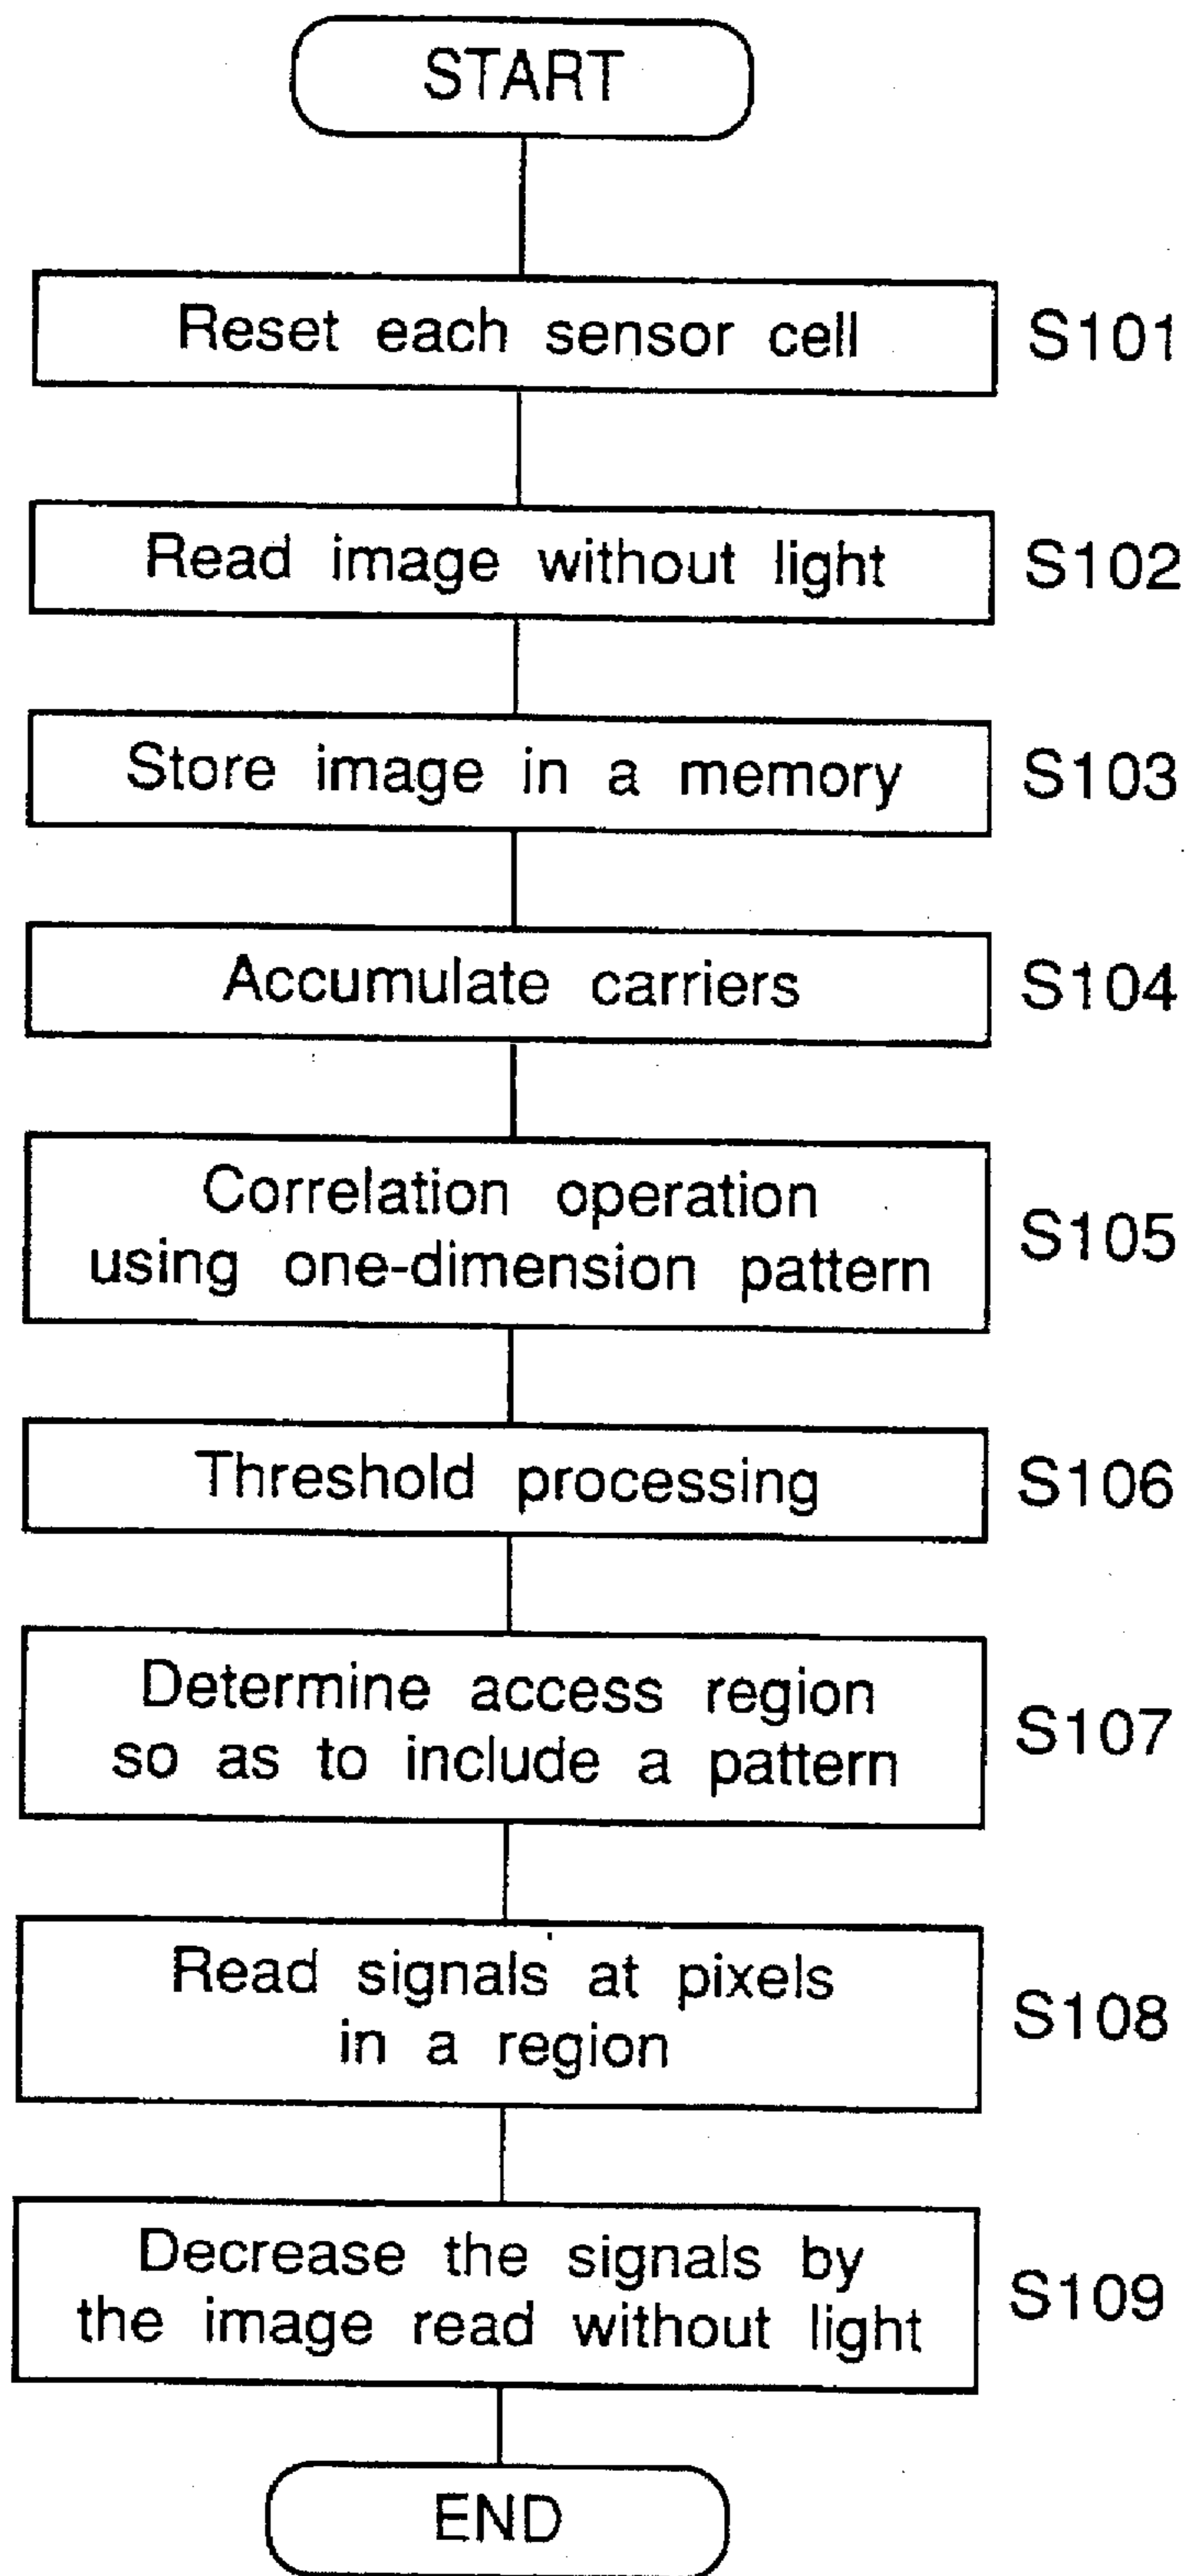 START
Reset each sensor cell
S101
Read image without light
S102
Store image in a memory
S103
Accumulate carriers
S104
Correlation operation
using one-dimension pattern
S105
Threshold processing
S106
Determine access region
so as to include a pattern
S107
Read signals at pixels
in a region
S108
Decrease the signals by
the image read without light
S109
END